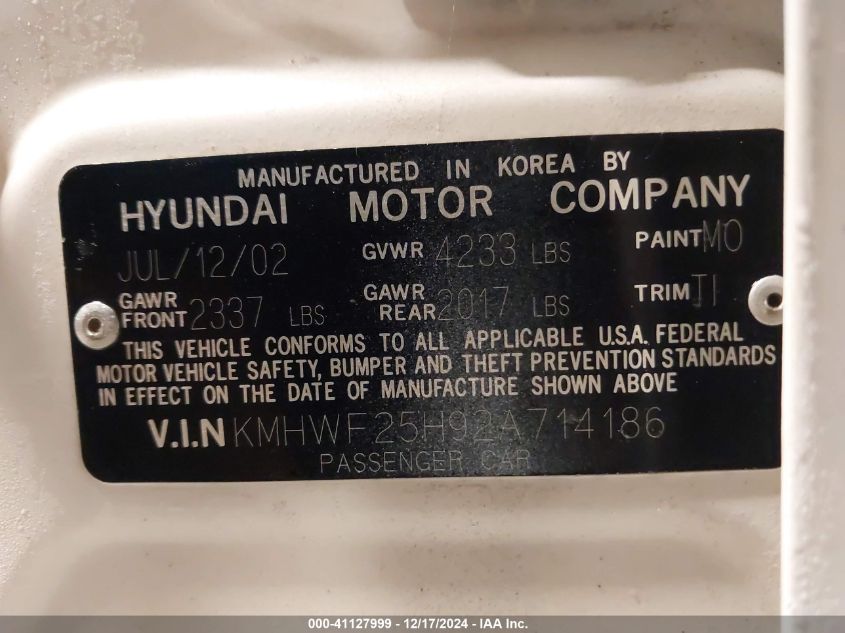 MANUFACTURED IN KOREA BY
HYUNDAI MOTOR COMPANY
JUL/12/02 GVWR 4233 LBS PAINT MO
GAWR FRONT 2337 LBS GAWR REAR 2017 LBS TRIM TI
THIS VEHICLE CONFORMS TO ALL APPLICABLE U.S.A. FEDERAL
MOTOR VEHICLE SAFETY, BUMPER AND THEFT PREVENTION STANDARDS
IN EFFECT ON THE DATE OF MANUFACTURE SHOWN ABOVE
V.I.N KMHWF25H92A714186
PASSENGER CAR
000-41127999 - 12/17/2024 - IAA Inc.